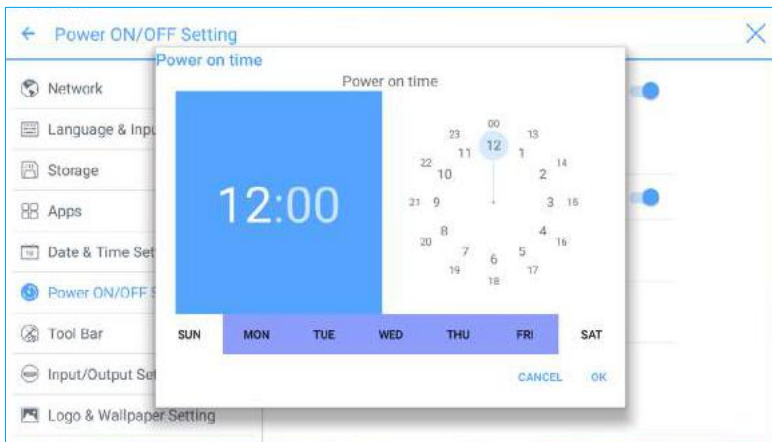 Power ON/OFF Setting
Power on time
Power on time
Network
Language & Inpu
Storage
Apps
Date & Time Set
Power ON/OFF S
Tool Bar
Input/Output Set
Logo & Wallpaper Setting
12:00
00
23
13
12
11
1
22
14
10
2
21
9
3
15
8
4
20
16
7
5
6
19
17
18
SUN MON TUE WED THU FRI SAT
CANCEL OK